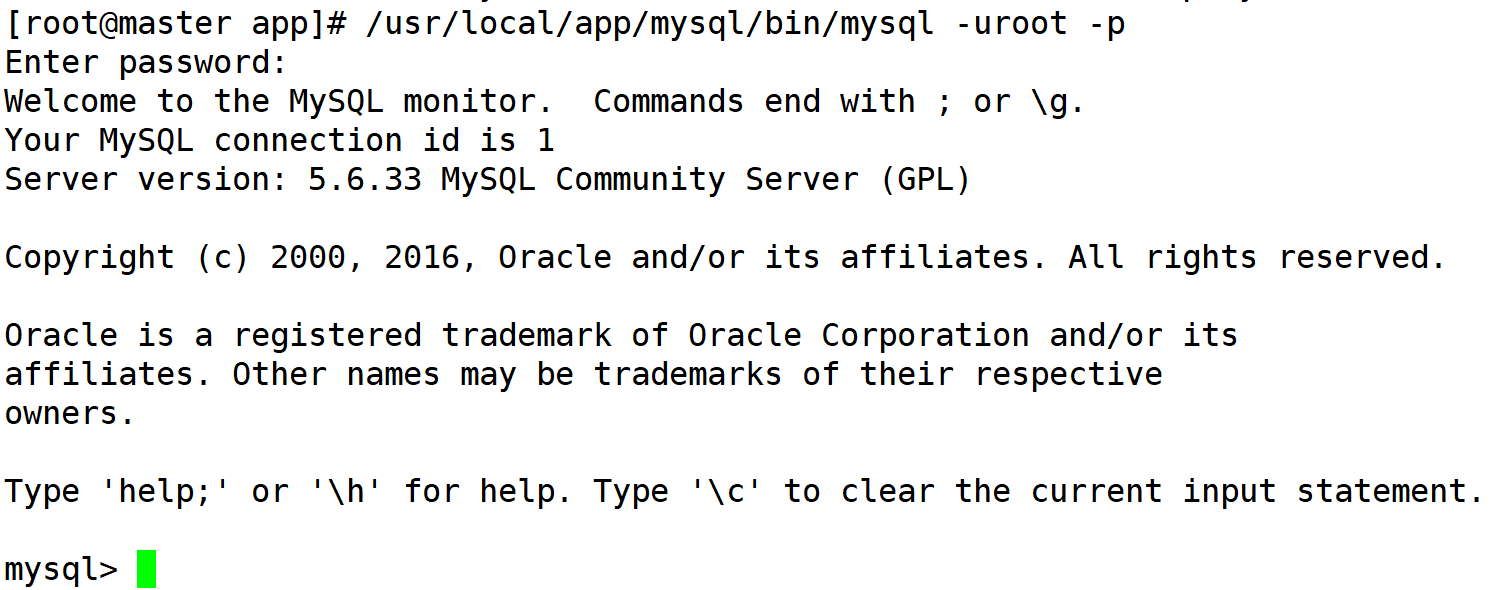 [root@master app]# /usr/local/app/mysql/bin/mysql -uroot -p
Enter password:
Welcome to the MySQL monitor.  Commands end with ; or \g.
Your MySQL connection id is 1
Server version: 5.6.33 MySQL Community Server (GPL)
Copyright (c) 2000, 2016, Oracle and/or its affiliates. All rights reserved.
Oracle is a registered trademark of Oracle Corporation and/or its
affiliates. Other names may be trademarks of their respective
owners.
Type 'help;' or '\h' for help. Type '\c' to clear the current input statement.
mysql>